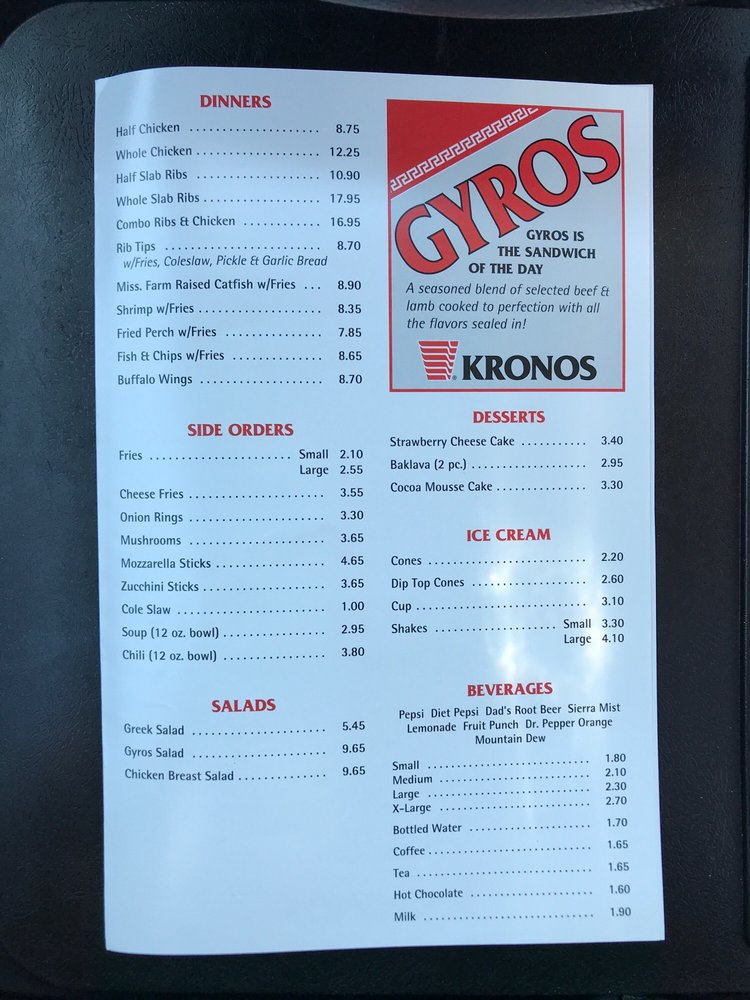 DINNERS
Half Chicken .................... 8.75
Whole Chicken ................... 12.25
Half Slab Ribs .................... 10.90
Whole Slab Ribs .................. 17.95
Combo Ribs & Chicken ............ 16.95
Rib Tips ........................ 8.70
w/Fries, Coleslaw, Pickle & Garlic Bread
Miss. Farm Raised Catfish w/Fries ... 8.90
Shrimp w/Fries ................... 8.35
Fried Perch w/Fries ............... 7.85
Fish & Chips w/Fries .............. 8.65
Buffalo Wings ................... 8.70
SIDE ORDERS
Fries ...................... Small 2.10
Large 2.55
Cheese Fries ..................... 3.55
Onion Rings ..................... 3.30
Mushrooms ...................... 3.65
Mozzarella Sticks ................. 4.65
Zucchini Sticks ................... 3.65
Cole Slaw ....................... 1.00
Soup (12 oz. bowl) ................ 2.95
Chili (12 oz. bowl) ................ 3.80
SALADS
Greek Salad ..................... 5.45
Gyros Salad ..................... 9.65
Chicken Breast Salad .............. 9.65
GYROS
GYROS IS
THE SANDWICH
OF THE DAY
A seasoned blend of selected beef &
lamb cooked to perfection with all
the flavors sealed in!
® KRONOS
DESSERTS
Strawberry Cheese Cake ........... 3.40
Baklava (2 pc.) .................. 2.95
Cocoa Mousse Cake .............. 3.30
ICE CREAM
Cones ......................... 2.20
Dip Top Cones .................. 2.60
Cup .......................... 3.10
Shakes ................... Small 3.30
Large 4.10
BEVERAGES
Pepsi Diet Pepsi Dad's Root Beer Sierra Mist
Lemonade Fruit Punch Dr. Pepper Orange
Mountain Dew
Small ......................... 1.80
Medium ....................... 2.10
Large ......................... 2.30
X-Large ....................... 2.70
Bottled Water ................... 1.70
Coffee ......................... 1.65
Tea ........................... 1.65
Hot Chocolate ................... 1.60
Milk .......................... 1.90